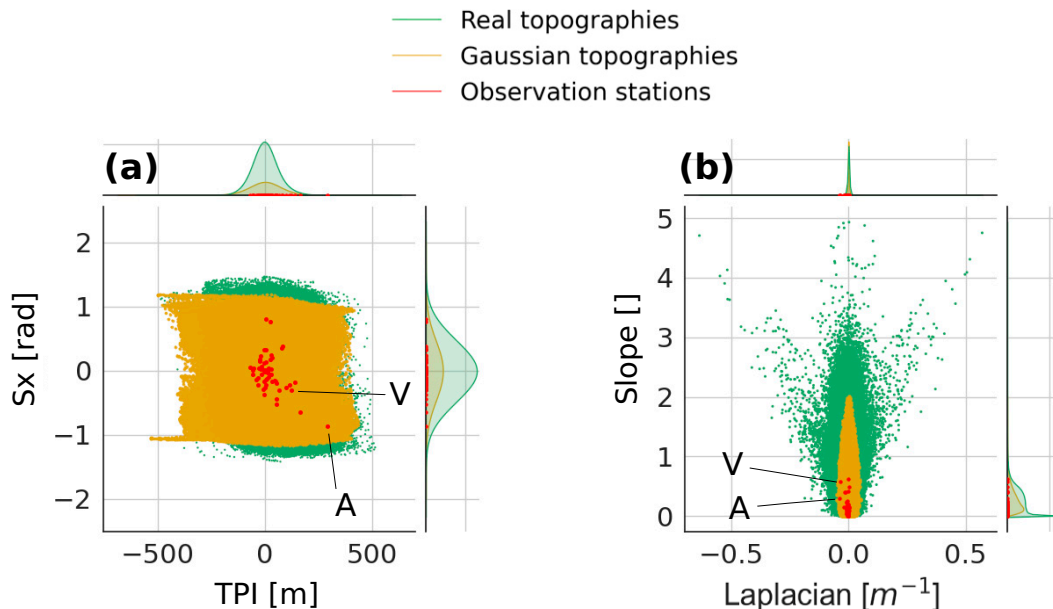 Real topographies
Gaussian topographies
Observation stations
(a)
2
1
0
−1
−2
Sx [rad]
−500
0
500
TPI [m]
V
A
(b)
5
4
3
2
1
0
Slope []
−0.5
0.0
0.5
Laplacian [m⁻¹]
V
A